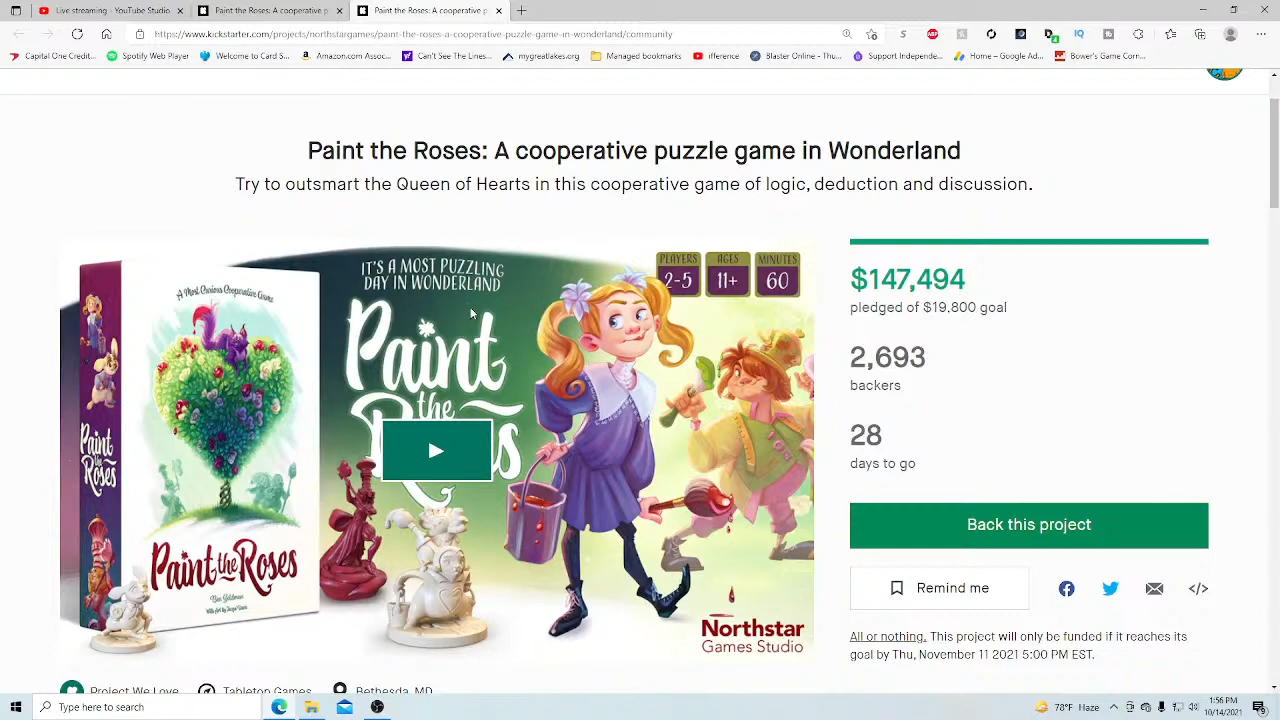 Live streaming - YouTube Studio
Paint the Roses: A cooperative p
Paint the Roses: A cooperative p
https://www.kickstarter.com/projects/northstargames/paint-the-roses-a-cooperative-puzzle-game-in-wonderland/community
Capital One Credit...
Spotify Web Player
Welcome Card S...
Amazon.com: Wish...
Can't See The Lines...
mygreatlakes.org
Managed bookmarks
ifference
Blaster Online - Thu...
Support Independe...
Home – Google Ad...
Bower's Game Corn...
Paint the Roses: A cooperative puzzle game in Wonderland
Try to outsmart the Queen of Hearts in this cooperative game of logic, deduction and discussion.
IT'S A MOST PUZZLING
DAY IN WONDERLAND
PLAYERS
2-5
AGES
11+
MINUTES
60
Paint
the
A Most Curious Cooperative Game
Paint
the
Roses
Paint the Roses
Ben Goldman
Northstar
Games Studio
$147,494
pledged of $19,800 goal
2,693
backers
28
days to go
Back this project
Remind me
All or nothing. This project will only be funded if it reaches its
goal by Thu, November 11 2021 5:00 PM EST.
Project We Love
Tabletop Games
Bethesda, MD
Type here to search
78°F Haze
1:56 PM
10/14/2021